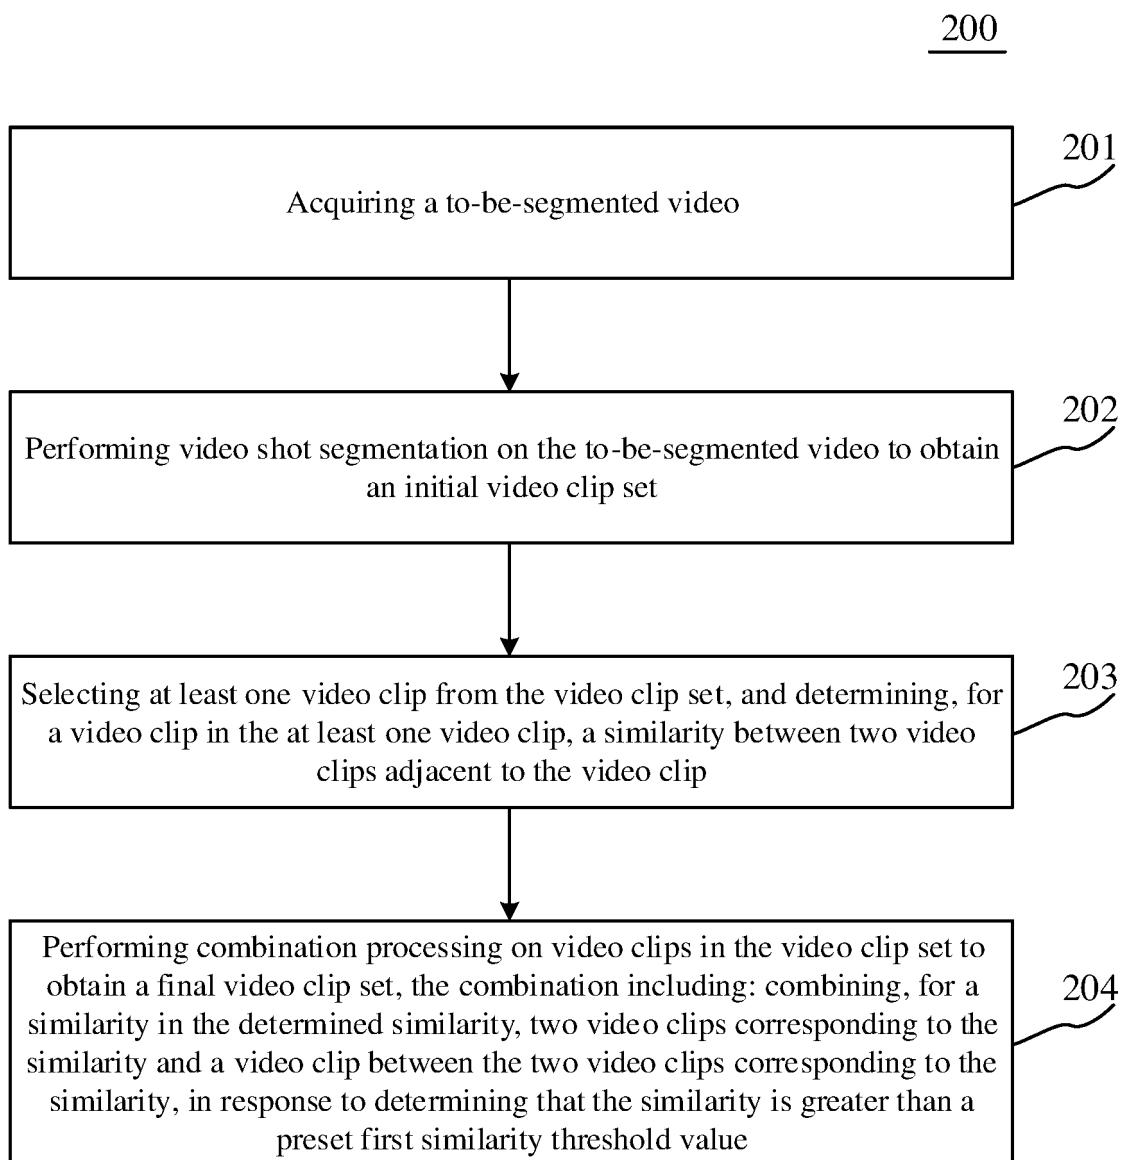 200
201
Acquiring a to-be-segmented video
202
Performing video shot segmentation on the to-be-segmented video to obtain
an initial video clip set
203
Selecting at least one video clip from the video clip set, and determining, for
a video clip in the at least one video clip, a similarity between two video
clips adjacent to the video clip
204
Performing combination processing on video clips in the video clip set to
obtain a final video clip set, the combination including: combining, for a
similarity in the determined similarity, two video clips corresponding to the
similarity and a video clip between the two video clips corresponding to the
similarity, in response to determining that the similarity is greater than a
preset first similarity threshold value